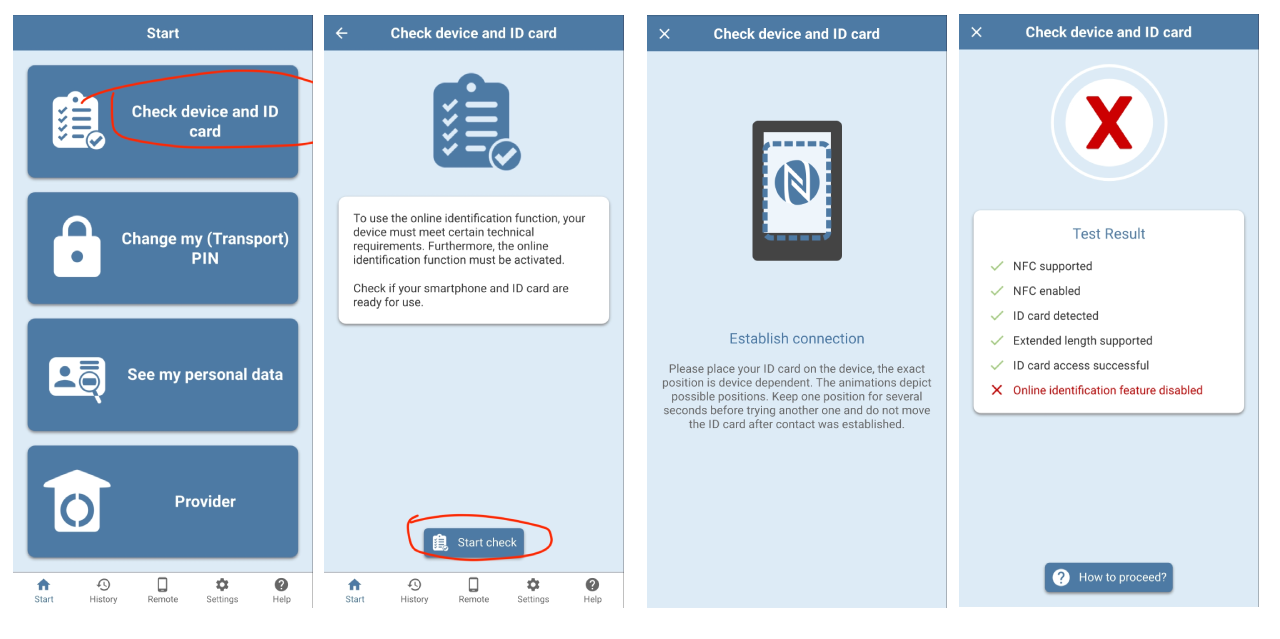 Start
Check device and ID
card
Change my (Transport)
PIN
See my personal data
Provider
Start
History
Remote
Settings
Help
Check device and ID card
To use the online identification function, your
device must meet certain technical
requirements. Furthermore, the online
identification function must be activated.
Check if your smartphone and ID card are
ready for use.
Start check
Start
History
Remote
Settings
Help
Check device and ID card
Establish connection
Please place your ID card on the device, the exact
position is device dependent. The animations depict
possible positions. Keep one position for several
seconds before trying another one and do not move
the ID card after contact was established.
Check device and ID card
X
Test Result
NFC supported
NFC enabled
ID card detected
Extended length supported
ID card access successful
Online identification feature disabled
How to proceed?